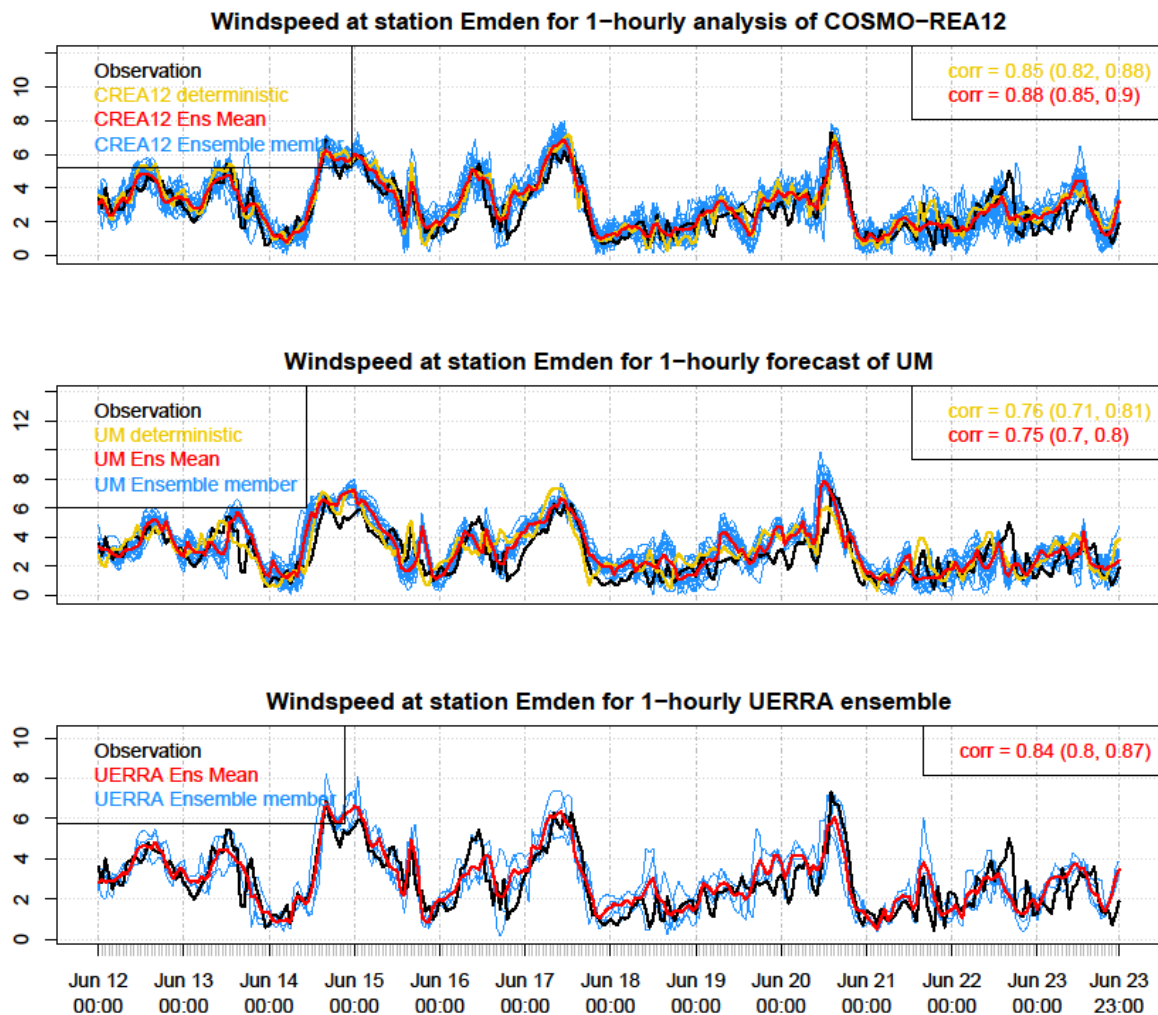 Windspeed at station Emden for 1−hourly analysis of COSMO−REA12
Observation
CREA12 deterministic
CREA12 Ens Mean
CREA12 Ensemble member
corr = 0.85 (0.82, 0.88)
corr = 0.88 (0.85, 0.9)
10
8
6
4
2
0
Windspeed at station Emden for 1−hourly forecast of UM
Observation
UM deterministic
UM Ens Mean
UM Ensemble member
corr = 0.76 (0.71, 0.81)
corr = 0.75 (0.7, 0.8)
12
8
6
4
2
0
Windspeed at station Emden for 1−hourly UERRA ensemble
Observation
UERRA Ens Mean
UERRA Ensemble member
corr = 0.84 (0.8, 0.87)
10
8
6
4
2
0
Jun 12 Jun 13 Jun 14 Jun 15 Jun 16 Jun 17 Jun 18 Jun 19 Jun 20 Jun 21 Jun 22 Jun 23 Jun 23
00:00 00:00 00:00 00:00 00:00 00:00 00:00 00:00 00:00 00:00 00:00 00:00 23:00